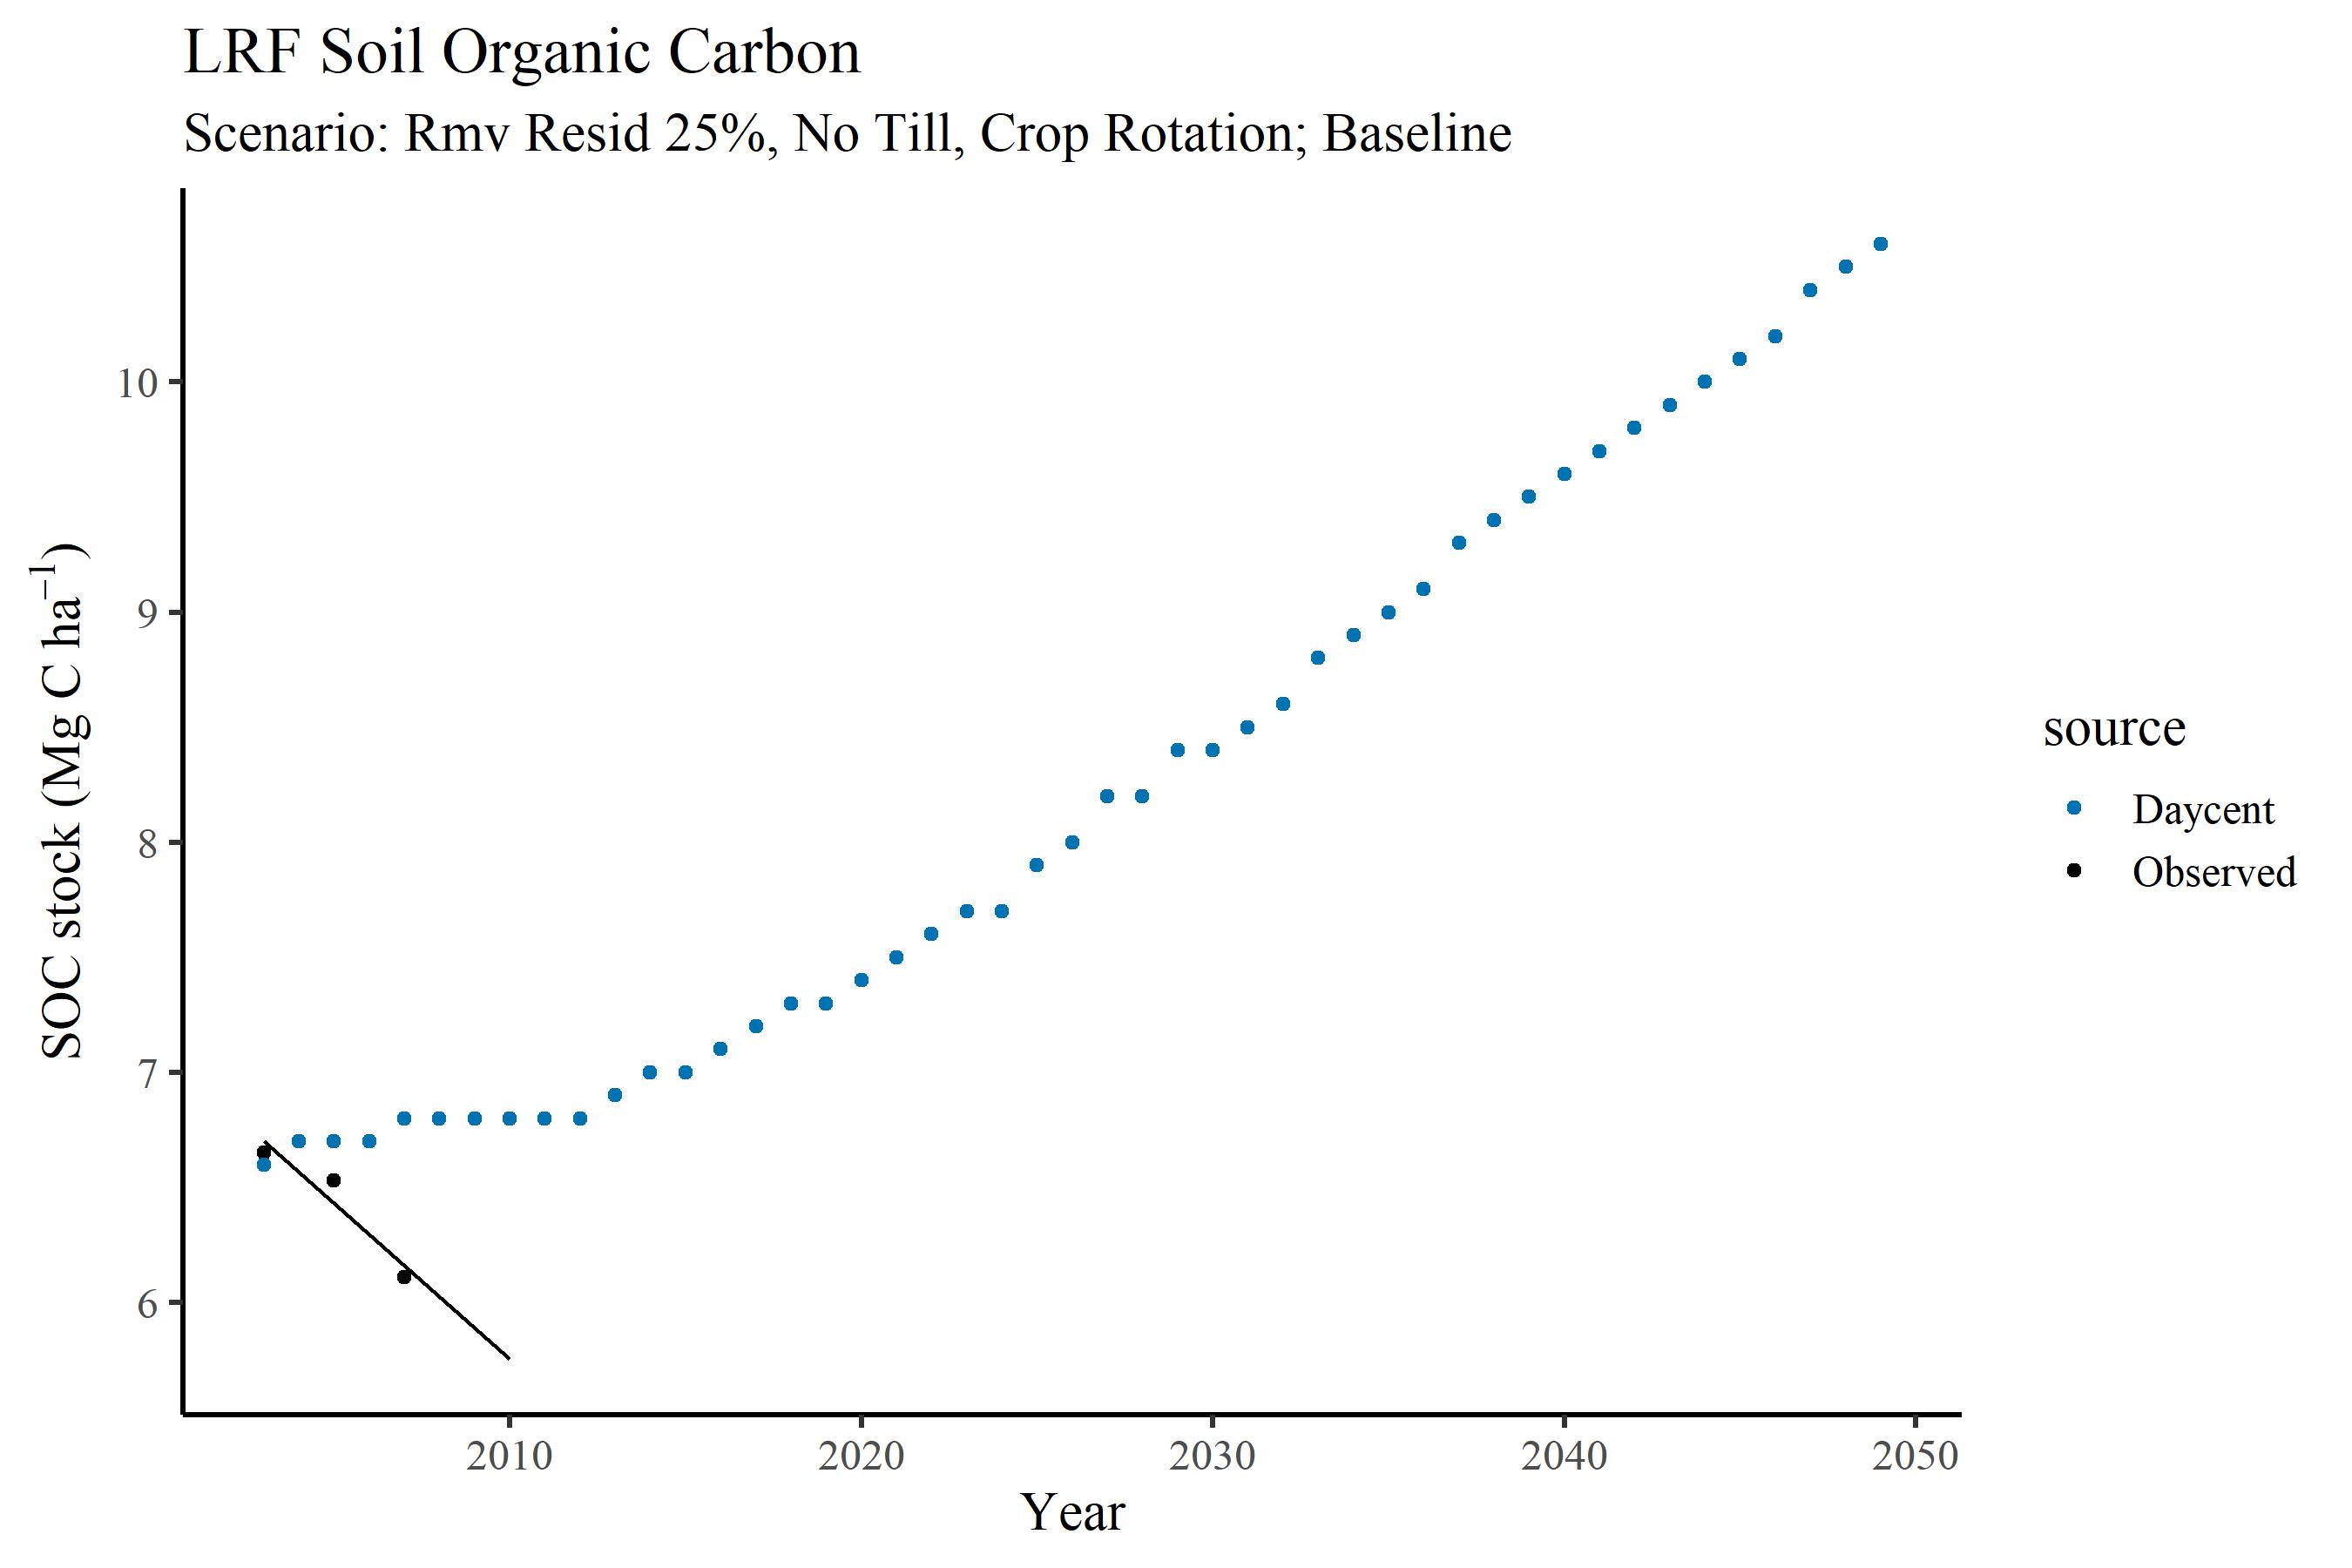 LRF Soil Organic Carbon
Scenario: Rmv Resid 25%, No Till, Crop Rotation; Baseline
SOC stock (Mg C ha⁻¹)
10
9
8
7
6
2010 2020 2030 2040 2050
Year
source
Daycent
Observed